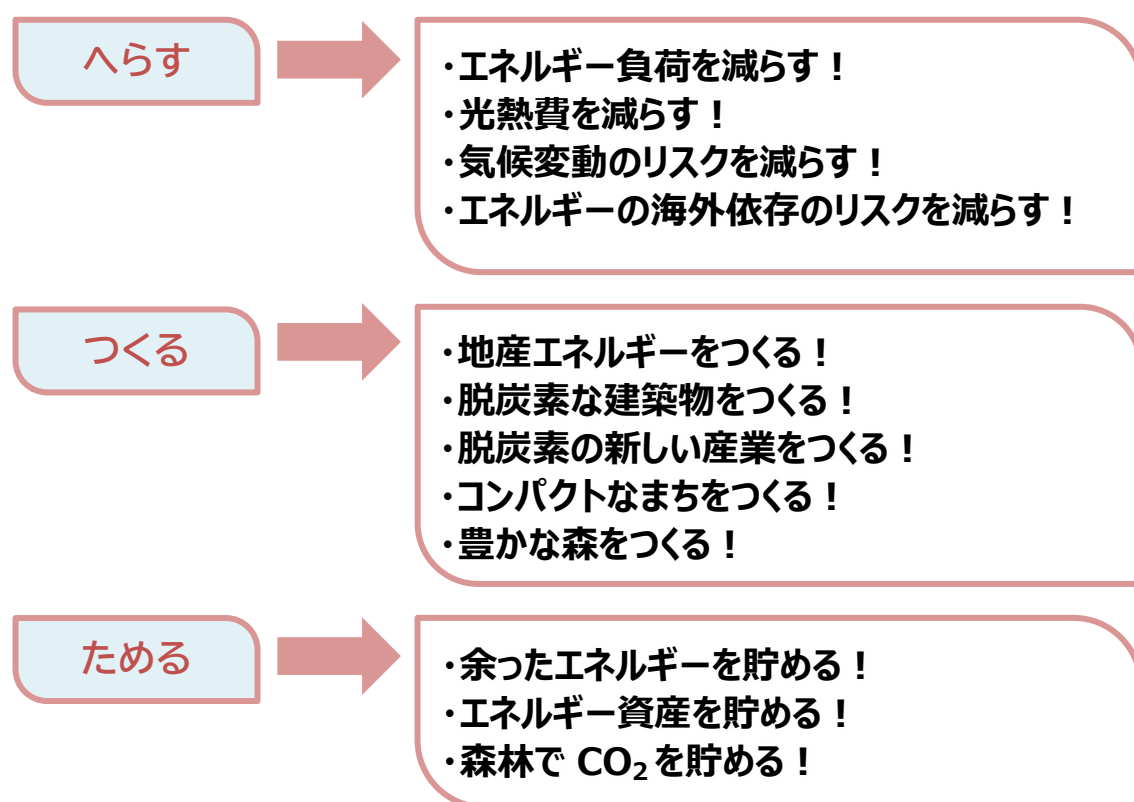 へらす
・エネルギー負荷を減らす！
・光熱費を減らす！
・気候変動のリスクを減らす！
・エネルギーの海外依存のリスクを減らす！
つくる
・地産エネルギーをつくる！
・脱炭素な建築物をつくる！
・脱炭素の新しい産業をつくる！
・コンパクトなまちをつくる！
・豊かな森をつくる！
ためる
・余ったエネルギーを貯める！
・エネルギー資産を貯める！
・森林で CO₂を貯める！